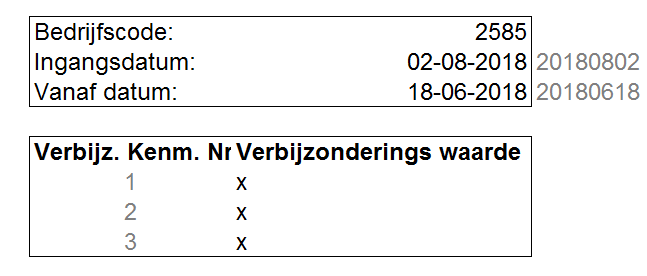 Bedrijfscode: 2585
Ingangsdatum: 02-08-2018 20180802
Vanaf datum: 18-06-2018 20180618
Verbijz. Kenm. Nr Verbijzonderings waarde
1 x
2 x
3 x